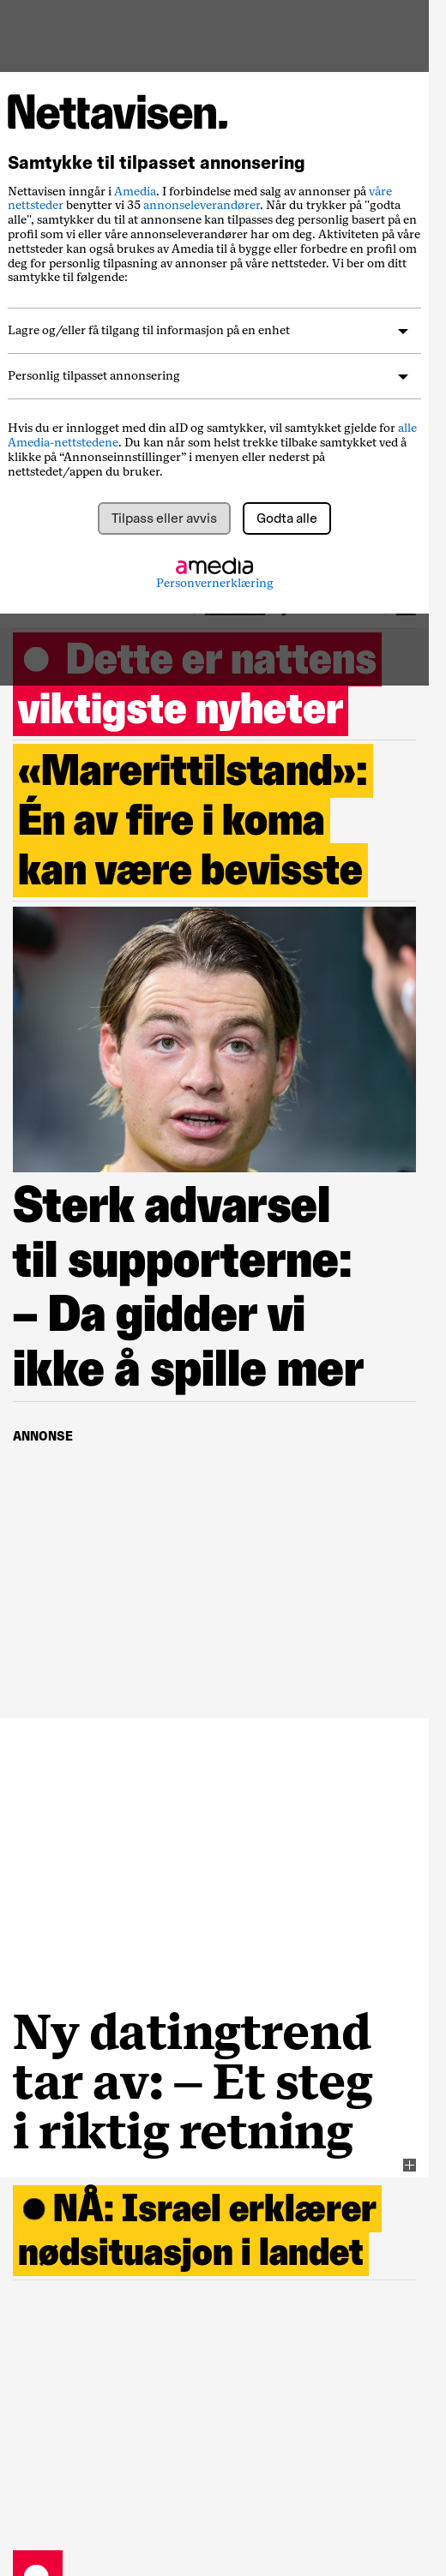 Nettavisen.
Samtykke til tilpasset annonsering
Nettavisen inngår i Amedia. I forbindelse med salg av annonser på våre
nettsteder benytter vi 35 annonseleverandører. Når du trykker på "godta
alle", samtykker du til at annonsene kan tilpasses deg personlig basert på en
profil som vi eller våre annonseleverandører har om deg. Aktiviteten på våre
nettsteder kan også brukes av Amedia til å bygge eller forbedre en profil om
deg for personlig tilpasning av annonser på våre nettsteder. Vi ber om ditt
samtykke til følgende:
Lagre og/eller få tilgang til informasjon på en enhet
Personlig tilpasset annonsering
Hvis du er innlogget med din aID og samtykker, vil samtykket gjelde for alle
Amedia-nettstedene. Du kan når som helst trekke tilbake samtykket ved å
klikke på “Annonseinnstillinger” i menyen eller nederst på
nettstedet/appen du bruker.
Tilpass eller avvis
Godta alle
amedia
Personvernerklæring
Dette er nattens
viktigste nyheter
«Marerittilstand»:
Én av fire i koma
kan være bevisste
Sterk advarsel
til supporterne:
– Da gidder vi
ikke å spille mer
ANNONSE
Ny datingtrend
tar av: – Et steg
i riktig retning
NÅ: Israel erklærer
nødsituasjon i landet